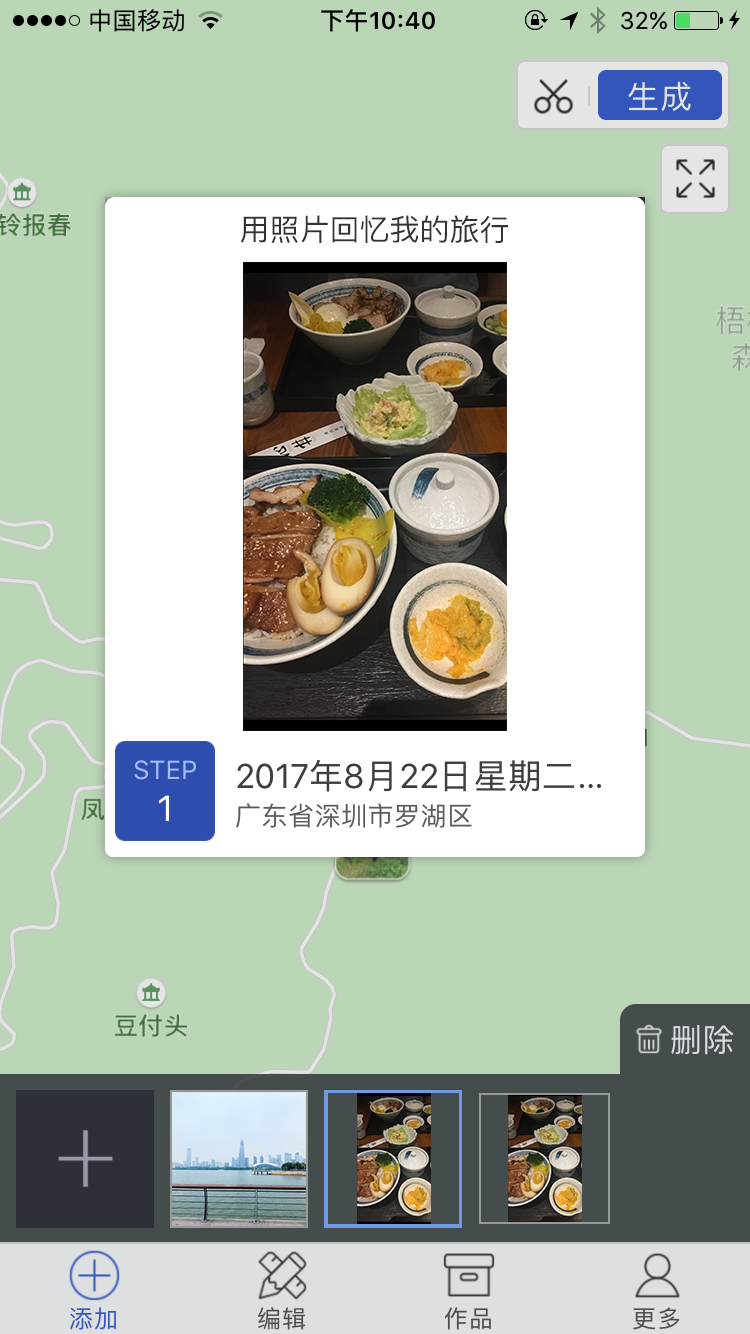 中国移动
下午10:40
32%
生成
铃报春
梧
森
用照片回忆我的旅行
STEP
1
2017年8月22日星期二...
广东省深圳市罗湖区
凤
豆付头
删除
添加
编辑
作品
更多